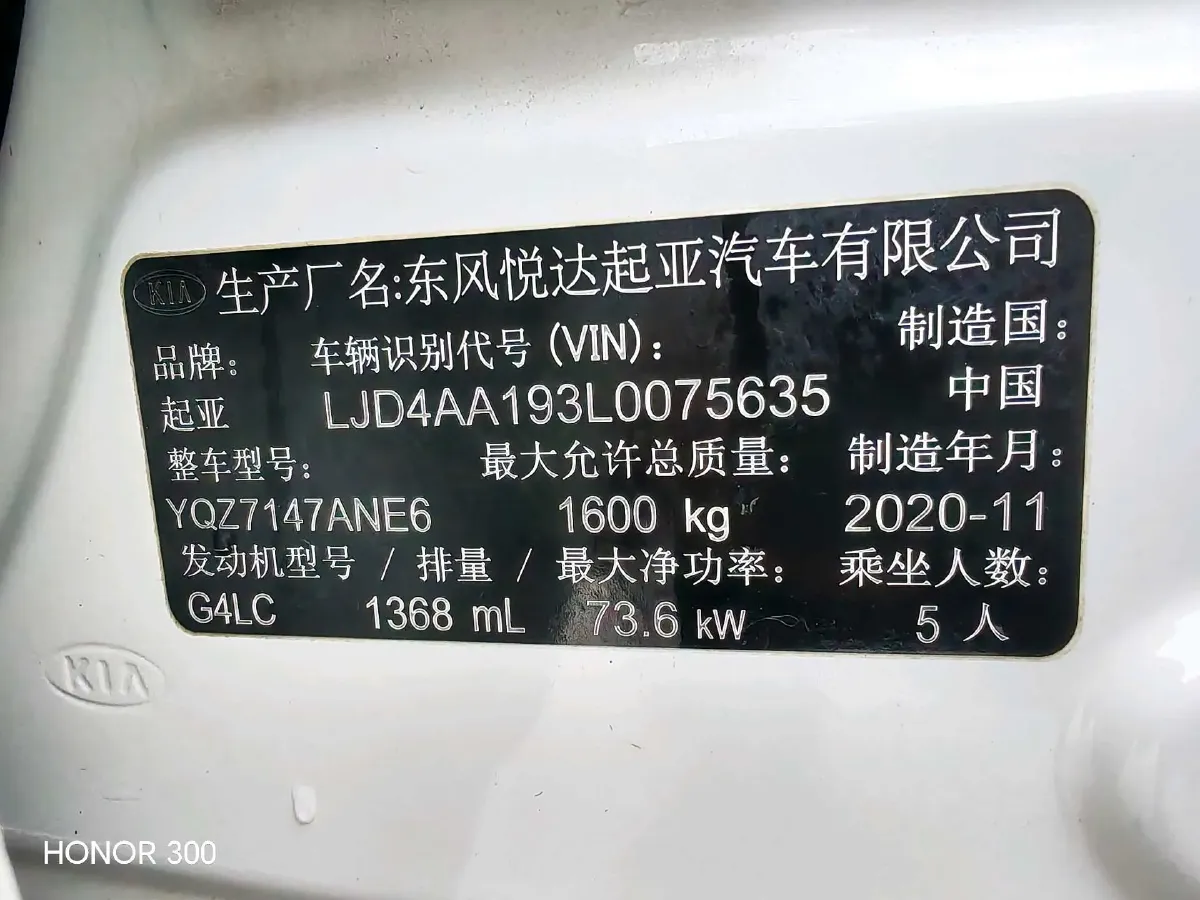 KIA 生产厂名:东风悦达起亚汽车有限公司
品牌: 车辆识别代号 (VIN): 制造国:
起亚 LJD4AA193L0075635 中国
整车型号: 最大允许总质量: 制造年月:
YQZ7147ANE6 1600 kg 2020-11
发动机型号 / 排量 / 最大净功率: 乘坐人数:
G4LC 1368 mL 73.6 kW 5 人
KIA
HONOR 300